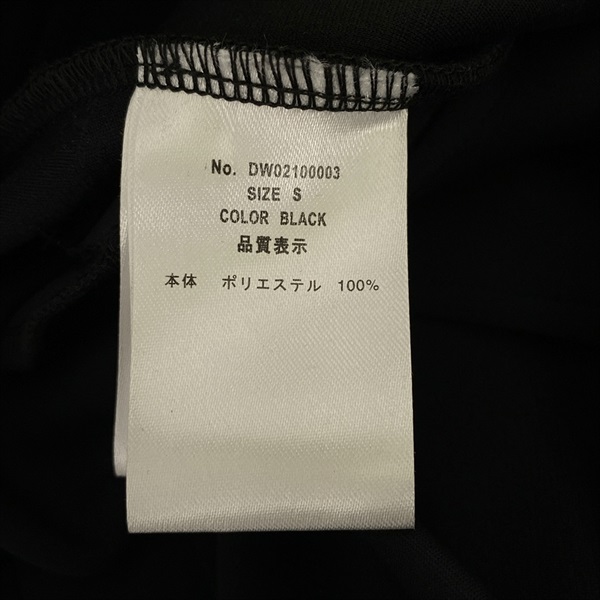 No. DW02100003
SIZE S
COLOR BLACK
品質表示
本体 ポリエステル 100%